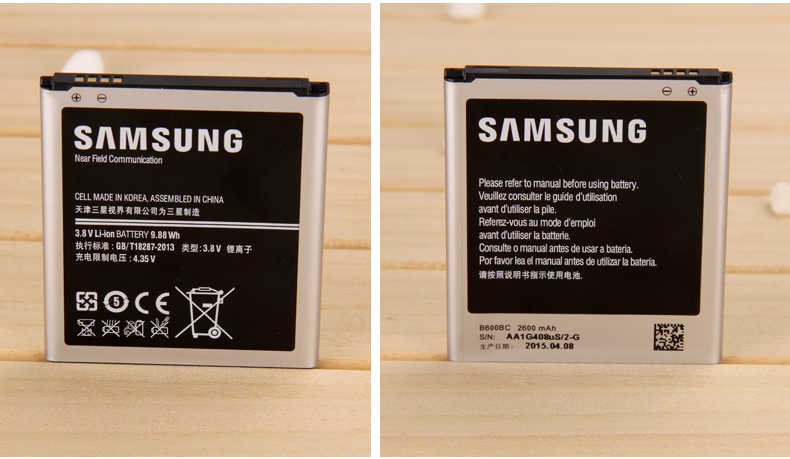 SAMSUNG
Near Field Communication
CELL MADE IN KOREA, ASSEMBLED IN CHINA
天津三星视界有限公司为三星制造
3.8 V Li-ion BATTERY 9.88 Wh
执行标准 : GB/T18287-2013 类型: 3.8 V 锂离子
充电限制电压 : 4.35 V
5 CE
SAMSUNG
Please refer to manual before using battery.
Veuillez consulter le guide d'utilisation
avant d'utiliser la pile.
Referez-vous au mode d'emploi
avant d'utiliser la batterie.
Consulte o manual antes de usar a bateria.
Por favor lea el manual antes de utilizar la batería.
请按照说明书指示使用电池.
B600BC 2600 mAh
S/N: AA1G408uS/2-G
生产日期: 2015.04.08